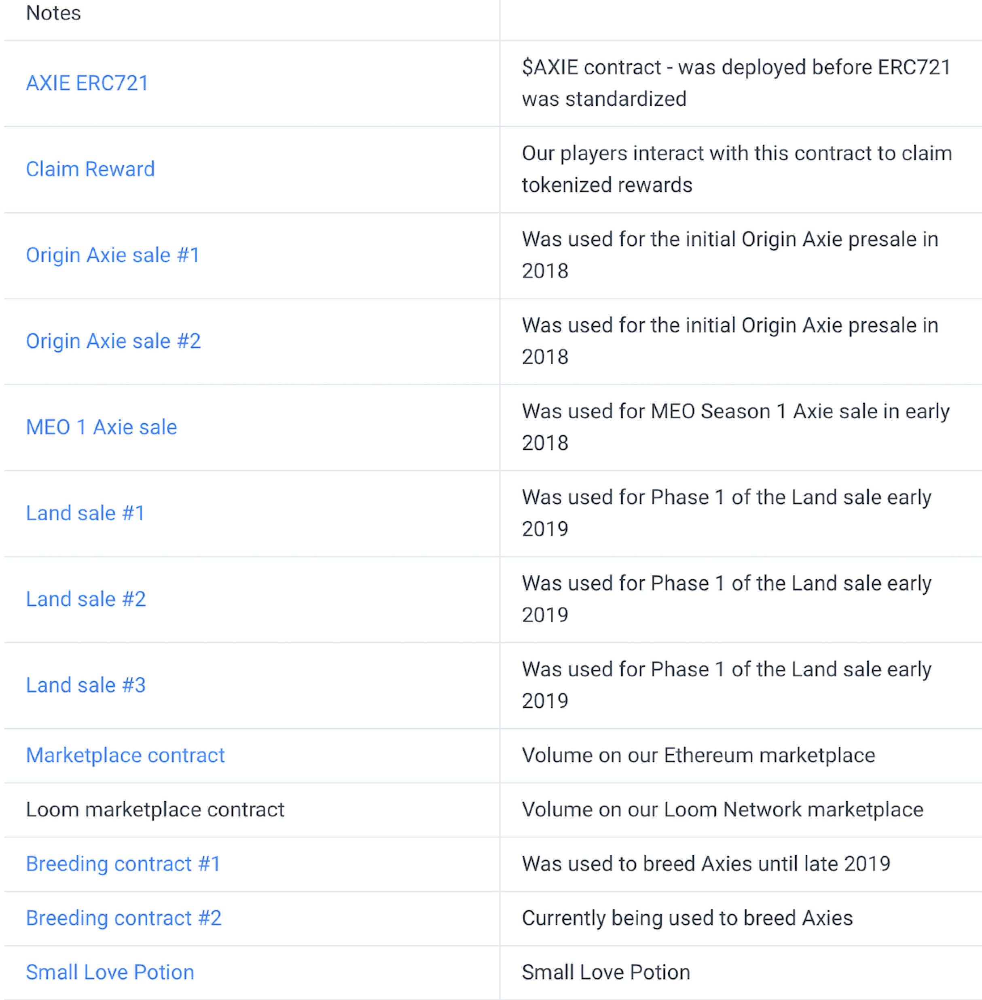 Notes
AXIE ERC721
$AXIE contract - was deployed before ERC721
was standardized
Claim Reward
Our players interact with this contract to claim
tokenized rewards
Origin Axie sale #1
Was used for the initial Origin Axie presale in
2018
Origin Axie sale #2
Was used for the initial Origin Axie presale in
2018
MEO 1 Axie sale
Was used for MEO Season 1 Axie sale in early
2018
Land sale #1
Was used for Phase 1 of the Land sale early
2019
Land sale #2
Was used for Phase 1 of the Land sale early
2019
Land sale #3
Was used for Phase 1 of the Land sale early
2019
Marketplace contract
Volume on our Ethereum marketplace
Loom marketplace contract
Volume on our Loom Network marketplace
Breeding contract #1
Was used to breed Axies until late 2019
Breeding contract #2
Currently being used to breed Axies
Small Love Potion
Small Love Potion